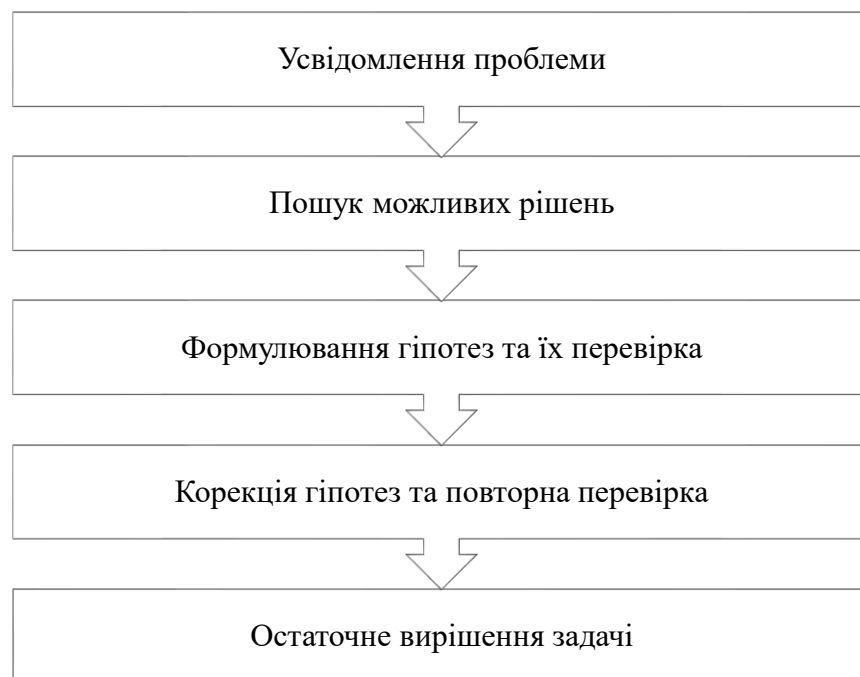 Усвідомлення проблеми
Пошук можливих рішень
Формулювання гіпотез та їх перевірка
Корекція гіпотез та повторна перевірка
Остаточне вирішення задачі